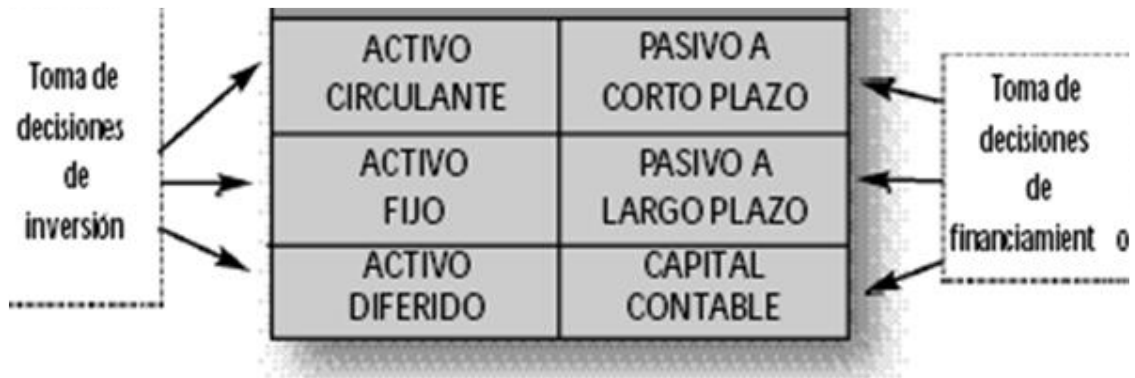 Toma de
decisiones
de
inversión
ACTIVO
CIRCULANTE
PASIVO A
CORTO PLAZO
ACTIVO
FIJO
PASIVO A
LARGO PLAZO
ACTIVO
DIFERIDO
CAPITAL
CONTABLE
Toma de
decisiones
de
financiamient o